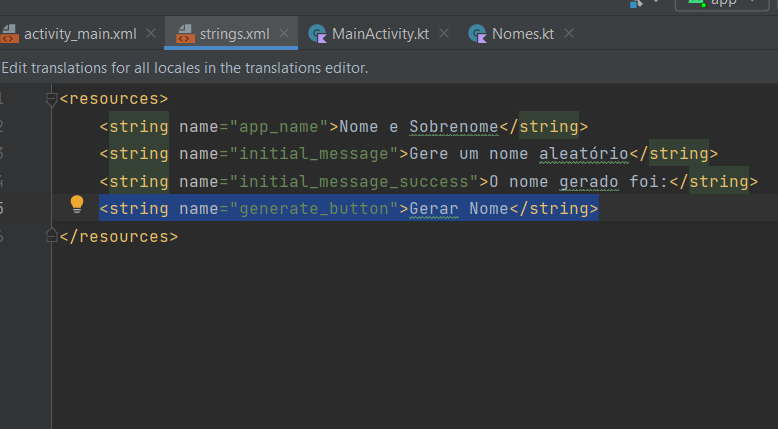 app
activity_main.xml strings.xml MainActivity.kt Nomes.kt
Edit translations for all locales in the translations editor.
1 <resources>
2 <string name="app_name">Nome e Sobrenome</string>
3 <string name="initial_message">Gere um nome aleatório</string>
4 <string name="initial_message_success">O nome gerado foi:</string>
5 <string name="generate_button">Gerar Nome</string>
6 </resources>